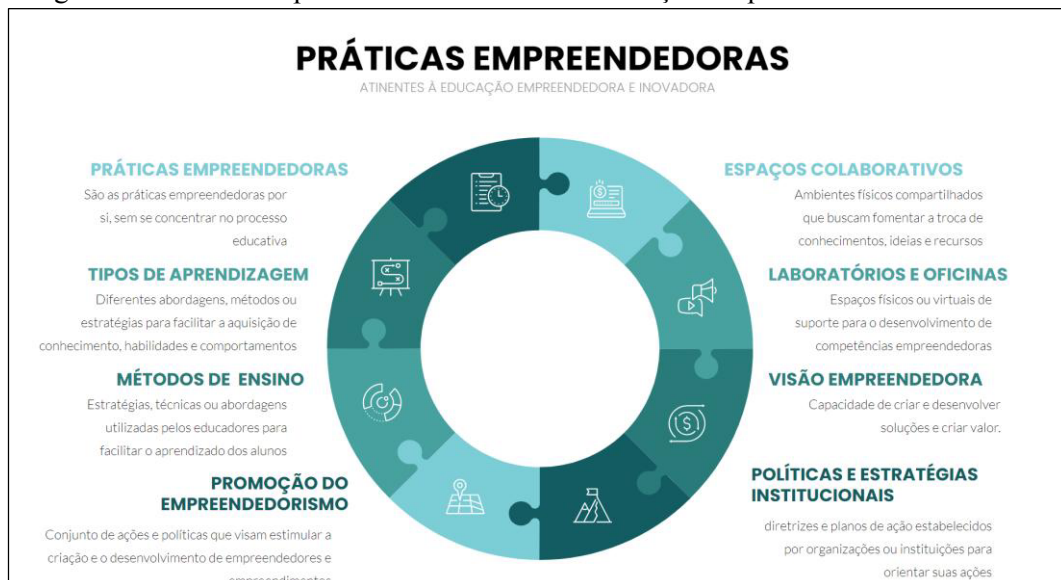 PRÁTICAS EMPREENDEDORAS
ATINENTES À EDUCAÇÃO EMPREENDEDORA E INOVADORA
PRÁTICAS EMPREENDEDORAS
São as práticas empreendedoras por
si, sem se concentrar no processo
educativa
TIPOS DE APRENDIZAGEM
Diferentes abordagens, métodos ou
estratégias para facilitar a aquisição de
conhecimento, habilidades e comportamentos
MÉTODOS DE ENSINO
Estratégias, técnicas ou abordagens
utilizadas pelos educadores para
facilitar o aprendizado dos alunos
PROMOÇÃO DO
EMPREENDEDORISMO
Conjunto de ações e políticas que visam estimular a
criação e o desenvolvimento de empreendedores e
ESPAÇOS COLABORATIVOS
Ambientes físicos compartilhados
que buscam fomentar a troca de
conhecimentos, ideias e recursos
LABORATÓRIOS E OFICINAS
Espaços físicos ou virtuais de
suporte para o desenvolvimento de
competências empreendedoras
VISÃO EMPREENDEDORA
Capacidade de criar e desenvolver
soluções e criar valor.
POLÍTICAS E ESTRATÉGIAS
INSTITUCIONAIS
diretrizes e planos de ação estabelecidos
por organizações ou instituições para
orientar suas ações